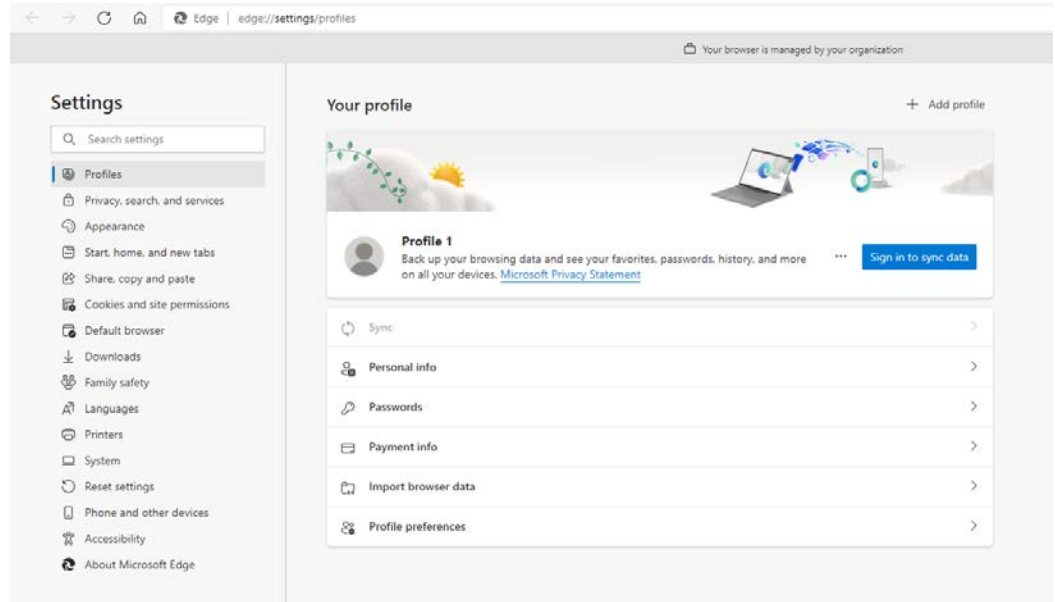 Edge | edge://settings/profiles
Your browser is managed by your organization
Settings
Search settings
Profiles
Privacy, search, and services
Appearance
Start, home, and new tabs
Share, copy and paste
Cookies and site permissions
Default browser
Downloads
Family safety
Languages
Printers
System
Reset settings
Phone and other devices
Accessibility
About Microsoft Edge
Your profile
+ Add profile
Profile 1
Back up your browsing data and see your favorites, passwords, history, and more
on all your devices. Microsoft Privacy Statement
Sign in to sync data
Sync
Personal info
Passwords
Payment info
Import browser data
Profile preferences